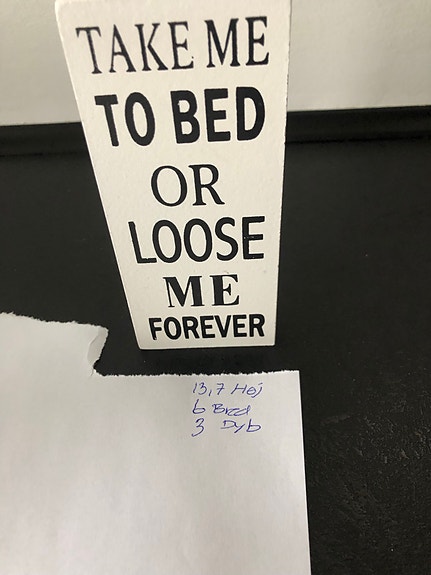 TAKE ME
TO BED
OR
LOOSE
ME
FOREVER
13,7 Høj
6 Bred
3 Dyb